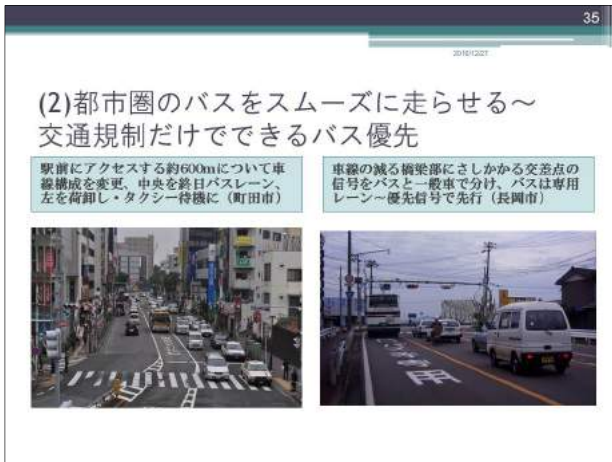 35
(2)都市圏のバスをスムーズに走らせる～
交通規制だけでできるバス優先
駅前にアクセスする約600mについて車
線構成を変更、中央を終日バスレーン、
左を荷卸し・タクシー待機に（町田市）
車線の減る橋梁部にさしかかる交差点の
信号をバスと一般車で分け、バスは専用
レーン～優先信号で先行（長岡市）